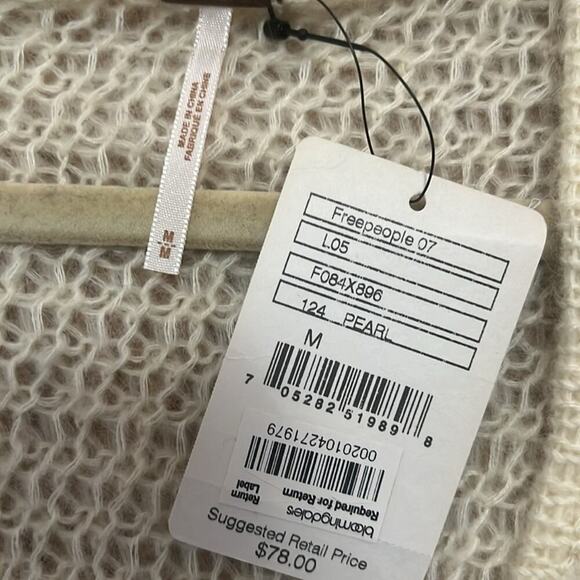 MADE IN CHINA
FABRIQUÉ EN CHINE
M
M
Freepeople 07
L05
F084X896
124 PEARL
M
7 05282 51989 8
bloomingdales
Required for Return
Return
Label
0020104271979
Suggested Retail Price
$78.00